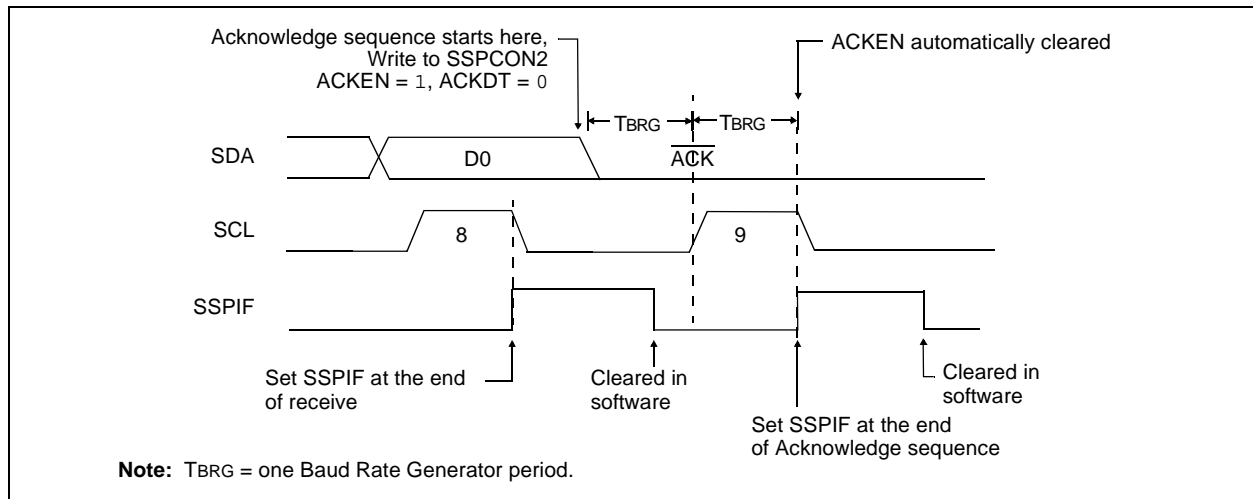 Acknowledge sequence starts here,
Write to SSPCON2
ACKEN = 1, ACKDT = 0
ACKEN automatically cleared
TBRG
TBRG
SDA
D0
ACK
SCL
8
9
SSPIF
Set SSPIF at the end
of receive
Cleared in
software
Set SSPIF at the end
of Acknowledge sequence
Cleared in
software
Note: TBRG = one Baud Rate Generator period.